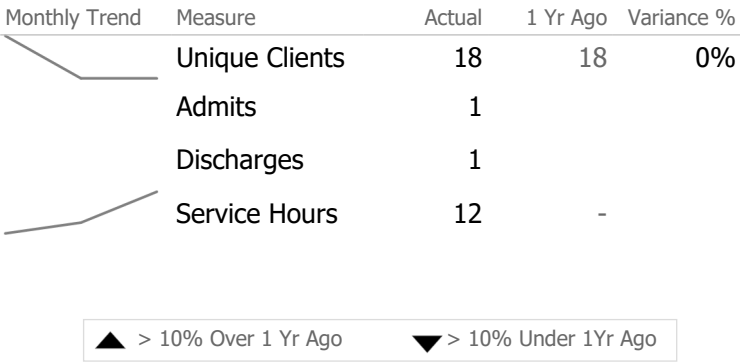 Monthly Trend Measure Actual 1 Yr Ago Variance %
Unique Clients 18 18 0%
Admits 1
Discharges 1
Service Hours 12 -
> 10% Over 1 Yr Ago > 10% Under 1Yr Ago